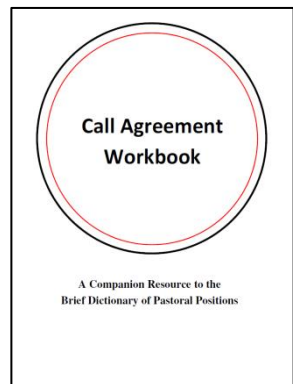 Call Agreement
Workbook
A Companion Resource to the
Brief Dictionary of Pastoral Positions